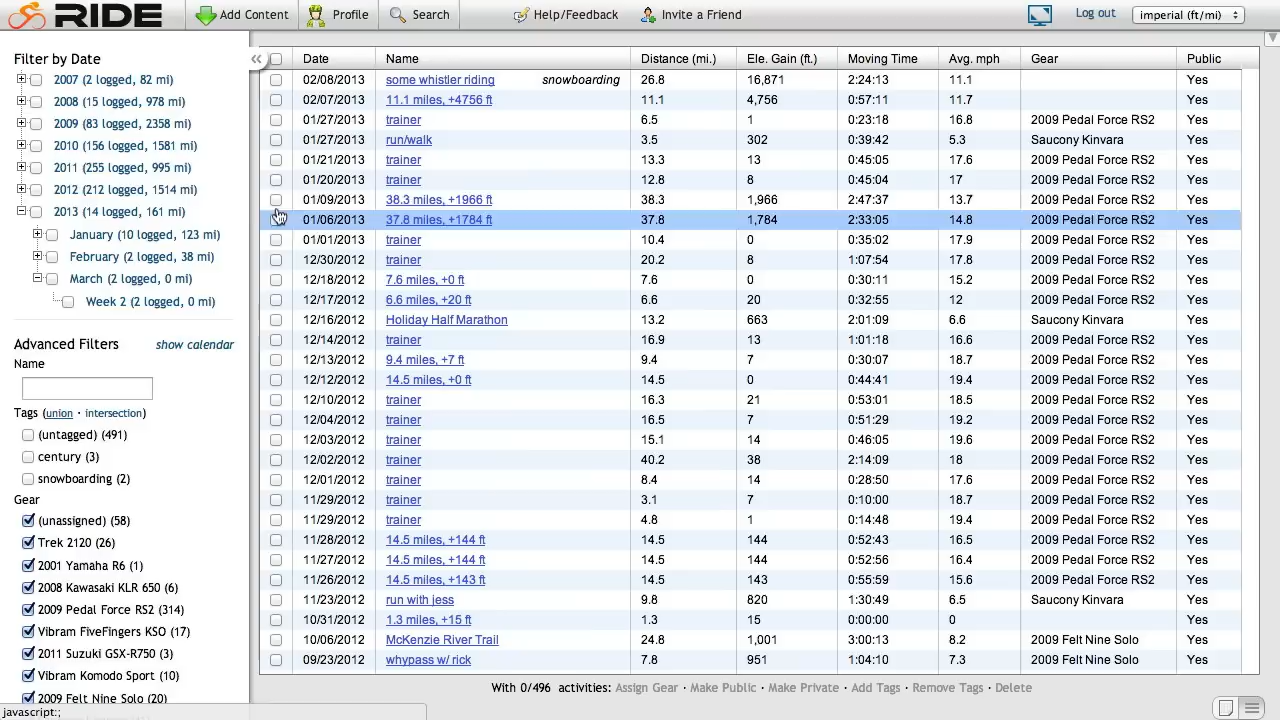 RIDE Add Content Profile Search Help/Feedback Invite a Friend Log out imperial (ft/mi)
Filter by Date
2007 (2 logged, 82 mi)
2008 (15 logged, 978 mi)
2009 (83 logged, 2358 mi)
2010 (156 logged, 1581 mi)
2011 (255 logged, 995 mi)
2012 (212 logged, 1514 mi)
2013 (14 logged, 161 mi)
January (10 logged, 123 mi)
February (2 logged, 38 mi)
March (2 logged, 0 mi)
Week 2 (2 logged, 0 mi)
Advanced Filters show calendar
Name
Tags (union · intersection)
(untagged) (491)
century (3)
snowboarding (2)
Gear
(unassigned) (58)
Trek 2120 (26)
2001 Yamaha R6 (1)
2008 Kawasaki KLR 650 (6)
2009 Pedal Force RS2 (314)
Vibram FiveFingers KSO (17)
2011 Suzuki GSX-R750 (3)
Vibram Komodo Sport (10)
2009 Felt Nine Solo (20)
javascript:;
Date Name Distance (mi.) Ele. Gain (ft.) Moving Time Avg. mph Gear Public
02/08/2013 some whistler riding snowboarding 26.8 16,871 2:24:13 11.1 Yes
02/07/2013 11.1 miles, +4756 ft 11.1 4,756 0:57:11 11.7 Yes
01/27/2013 trainer 6.5 1 0:23:18 16.8 2009 Pedal Force RS2 Yes
01/27/2013 run/walk 3.5 302 0:39:42 5.3 Saucony Kinvara Yes
01/21/2013 trainer 13.3 13 0:45:05 17.6 2009 Pedal Force RS2 Yes
01/20/2013 trainer 12.8 8 0:45:04 17 2009 Pedal Force RS2 Yes
01/09/2013 38.3 miles, +1966 ft 38.3 1,966 2:47:37 13.7 2009 Pedal Force RS2 Yes
01/06/2013 37.8 miles, +1784 ft 37.8 1,784 2:33:05 14.8 2009 Pedal Force RS2 Yes
01/01/2013 trainer 10.4 0 0:35:02 17.9 2009 Pedal Force RS2 Yes
12/30/2012 trainer 20.2 8 1:07:54 17.8 2009 Pedal Force RS2 Yes
12/18/2012 7.6 miles, +0 ft 7.6 0 0:30:11 15.2 2009 Pedal Force RS2 Yes
12/17/2012 6.6 miles, +20 ft 6.6 20 0:32:55 12 2009 Pedal Force RS2 Yes
12/16/2012 Holiday Half Marathon 13.2 663 2:01:09 6.6 Saucony Kinvara Yes
12/14/2012 trainer 16.9 13 1:01:18 16.6 2009 Pedal Force RS2 Yes
12/13/2012 9.4 miles, +7 ft 9.4 7 0:30:07 18.7 2009 Pedal Force RS2 Yes
12/12/2012 14.5 miles, +0 ft 14.5 0 0:44:41 19.4 2009 Pedal Force RS2 Yes
12/10/2012 trainer 16.3 21 0:53:01 18.5 2009 Pedal Force RS2 Yes
12/04/2012 trainer 16.5 7 0:51:29 19.2 2009 Pedal Force RS2 Yes
12/03/2012 trainer 15.1 14 0:46:05 19.6 2009 Pedal Force RS2 Yes
12/02/2012 trainer 40.2 38 2:14:09 18 2009 Pedal Force RS2 Yes
12/01/2012 trainer 8.4 14 0:28:50 17.6 2009 Pedal Force RS2 Yes
11/29/2012 trainer 3.1 7 0:10:00 18.7 2009 Pedal Force RS2 Yes
11/29/2012 trainer 4.8 1 0:14:48 19.4 2009 Pedal Force RS2 Yes
11/28/2012 14.5 miles, +144 ft 14.5 144 0:52:43 16.5 2009 Pedal Force RS2 Yes
11/27/2012 14.5 miles, +144 ft 14.5 144 0:52:56 16.4 2009 Pedal Force RS2 Yes
11/26/2012 14.5 miles, +143 ft 14.5 143 0:55:59 15.6 2009 Pedal Force RS2 Yes
11/23/2012 run with jess 9.8 820 1:30:49 6.5 Saucony Kinvara Yes
10/31/2012 1.3 miles, +15 ft 1.3 15 0:00:00 0 Yes
10/06/2012 McKenzie River Trail 24.8 1,001 3:00:13 8.2 2009 Felt Nine Solo Yes
09/23/2012 whypass w/ rick 7.8 951 1:04:10 7.3 2009 Felt Nine Solo Yes
With 0/496 activities: Assign Gear · Make Public · Make Private · Add Tags · Remove Tags · Delete